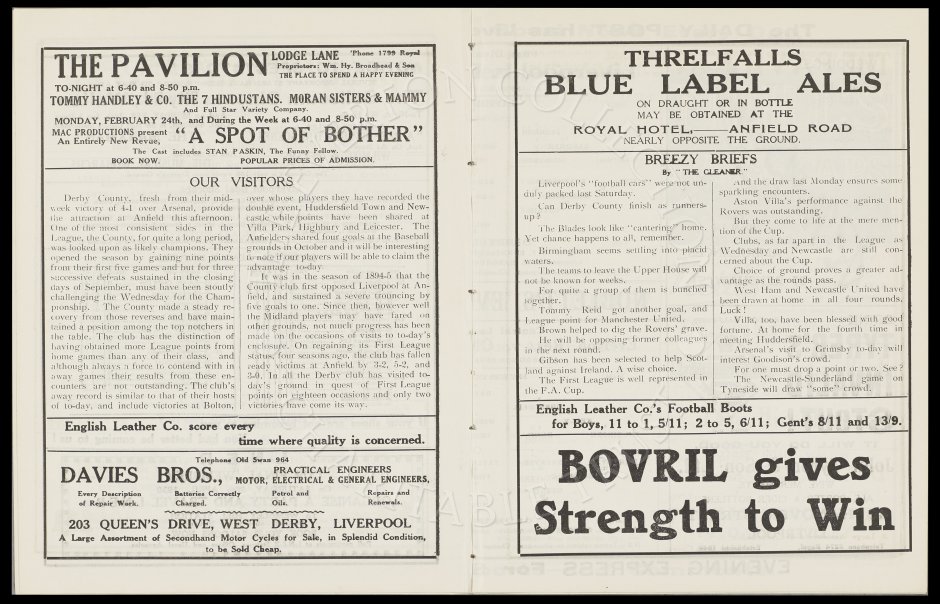 THE PAVILION
LODGE LANE 'Phone 1799 Royal
Proprietors: Wm. Hy. Broadhead & Son
THE PLACE TO SPEND A HAPPY EVENING
TO-NIGHT at 6-40 and 8-50 p.m.
TOMMY HANDLEY & CO. THE 7 HINDUSTANS. MORAN SISTERS & MAMMY
And Full Star Variety Company.
MONDAY, FEBRUARY 24th, and During the Week at 6-40 and 8-50 p.m.
MAC PRODUCTIONS present
An Entirely New Revue,
"A SPOT OF BOTHER"
The Cast includes STAN PASKIN, The Funny Fellow.
BOOK NOW. POPULAR PRICES OF ADMISSION.
OUR VISITORS
Derby County, fresh from their mid-
week victory of 4-1 over Arsenal, provide
the attraction at Anfield this afternoon.
One of the most consistent sides in the
League, the County, for quite a long period,
was looked upon as likely champions. They
opened the season by gaining nine points
from their first five games and but for three
successive defeats sustained in the closing
days of September, must have been stoutly
challenging the Wednesday for the Cham-
pionship. The County made a steady re-
covery from those reverses and have main-
tained a position among the top notchers in
the table. The club has the distinction of
having obtained more League points from
home games than any of their class, and
although always a force to contend with in
away games their results from these en-
counters are not outstanding. The club's
away record is similar to that of their hosts
of to-day, and include victories at Bolton,
over whose players they have recorded the
double event, Huddersfield Town and New-
castle while points have been shared at
Villa Park, Highbury and Leicester. The
Anfielders shared four goals at the Baseball
grounds in October and it will be interesting
to note if our players will be able to claim the
advantage to-day.
It was in the season of 1894-5 that the
County club first opposed Liverpool at An-
field, and sustained a severe trouncing by
five goals to one. Since then, however well
the Midland players may have fared on
other grounds, not much progress has been
made on the occasions of visits to to-day's
enclosure. On regaining its First League
status, four seasons ago, the club has fallen
ready victims at Anfield by 3-2, 5-2, and
3-0. In all the Derby club has visited to-
day's ground in quest of First League
points on eighteen occasions and only two
victories have come its way.
English Leather Co. score every
time where quality is concerned.
Telephone Old Swan 964
DAVIES BROS.,
PRACTICAL ENGINEERS
MOTOR, ELECTRICAL & GENERAL ENGINEERS,
Every Description Batteries Correctly Petrol and Repairs and
of Repair Work. Charged. Oils. Renewals.
203 QUEEN'S DRIVE, WEST DERBY, LIVERPOOL
A Large Assortment of Secondhand Motor Cycles for Sale, in Splendid Condition,
to be Sold Cheap.
THRELFALLS
BLUE LABEL ALES
ON DRAUGHT OR IN BOTTLE
MAY BE OBTAINED AT THE
ROYAL HOTEL,——ANFIELD ROAD
NEARLY OPPOSITE THE GROUND.
BREEZY BRIEFS
By "THE GLEANER."
Liverpool's "football cars" were not un-
duly packed last Saturday.
Can Derby County finish as runners-
up?
The Blades look like "cantering" home.
Yet chance happens to all, remember.
Birmingham seems settling into placid
waters.
The teams to leave the Upper House will
not be known for weeks.
For quite a group of them is bunched
together.
Tommy Reid got another goal, and
League point for Manchester United.
Brown helped to dig the Rovers' grave.
He will be opposing former colleagues
in the next round.
Gibson has been selected to help Scot-
land against Ireland. A wise choice.
The First League is well represented in
the F.A. Cup.
And the draw last Monday ensures some
sparkling encounters.
Aston Villa's performance against the
Rovers was outstanding.
But they come to life at the mere men-
tion of the Cup.
Clubs, as far apart in the League as
Wednesday and Newcastle are still con-
cerned about the Cup.
Choice of ground proves a greater ad-
vantage as the rounds pass.
West Ham and Newcastle United have
been drawn at home in all four rounds.
Luck!
Villa, too, have been blessed with good
fortune. At home for the fourth time in
meeting Huddersfield.
Arsenal's visit to Grimsby to-day will
interest Goodison's crowd.
For one must drop a point or two. See?
The Newcastle-Sunderland game on
Tyneside will draw "some" crowd.
English Leather Co.'s Football Boots
for Boys, 11 to 1, 5/11; 2 to 5, 6/11; Gent's 8/11 and 13/9.
BOVRIL gives
Strength to Win